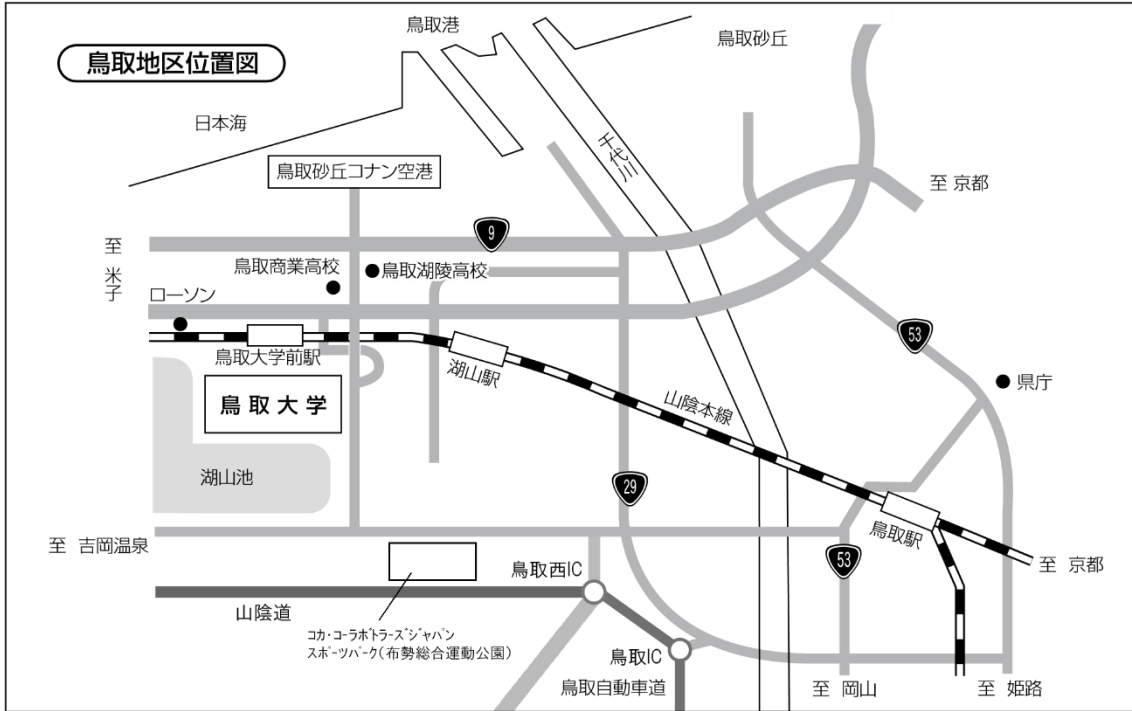 鳥取港
鳥取砂丘
鳥取地区位置図
日本海
千代川
鳥取砂丘コナン空港
至 京都
9
至 米子
鳥取商業高校
鳥取湖陵高校
ローソン
53
鳥取大学前駅
湖山駅
県庁
鳥取大学
山陰本線
湖山池
29
鳥取駅
至 吉岡温泉
53
至 京都
鳥取西IC
山陰道
コカ・コーラボトラーズジャパン
スポーツパーク(布勢総合運動公園)
鳥取IC
鳥取自動車道
至 岡山
至 姫路